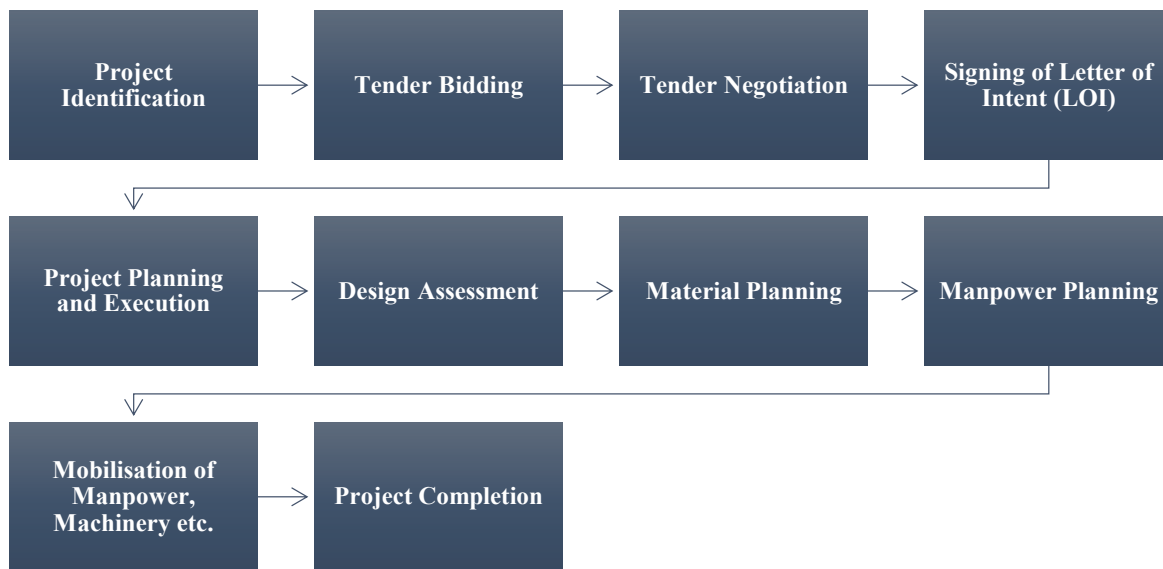 Project
Identification
Tender Bidding
Tender Negotiation
Signing of Letter of
Intent (LOI)
Project Planning
and Execution
Design Assessment
Material Planning
Manpower Planning
Mobilisation of
Manpower,
Machinery etc.
Project Completion